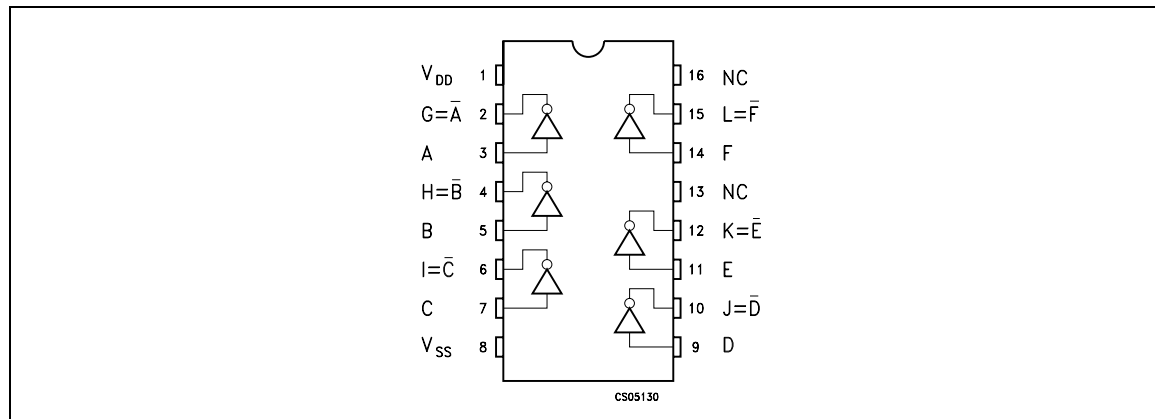 V_DD 1 16 NC
G=A̅ 2 15 L=F̅
A 3 14 F
H=B̅ 4 13 NC
B 5 12 K=E̅
I=C̅ 6 11 E
C 7 10 J=D̅
V_SS 8 9 D
CS05130